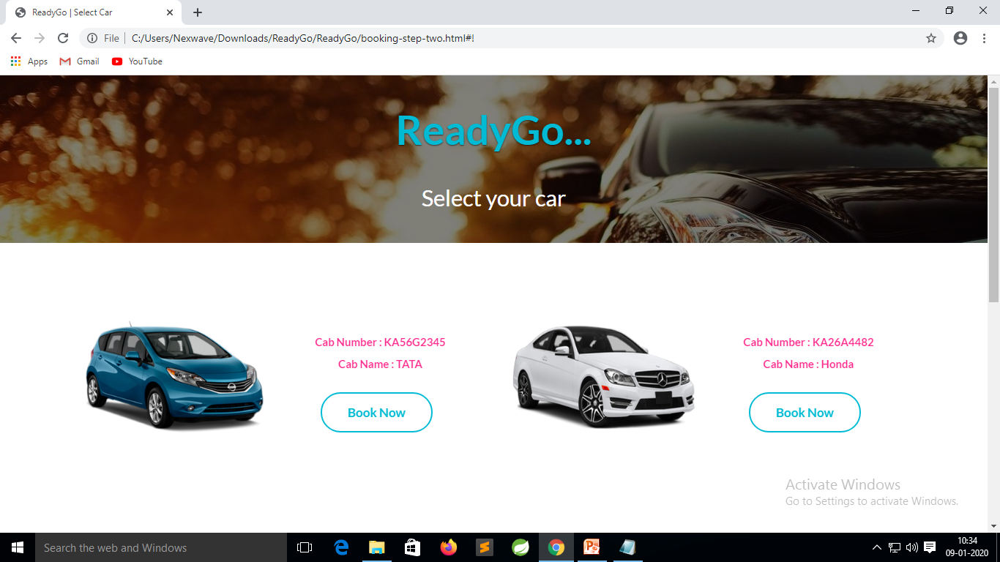 ReadyGo | Select Car
File
C:/Users/Nexwave/Downloads/ReadyGo/ReadyGo/booking-step-two.html#!
Apps
Gmail
YouTube
ReadyGo...
Select your car
Cab Number : KA56G2345
Cab Name : TATA
Book Now
Cab Number : KA26A4482
Cab Name : Honda
Book Now
Activate Windows
Go to Settings to activate Windows.
Search the web and Windows
10:34
09-01-2020